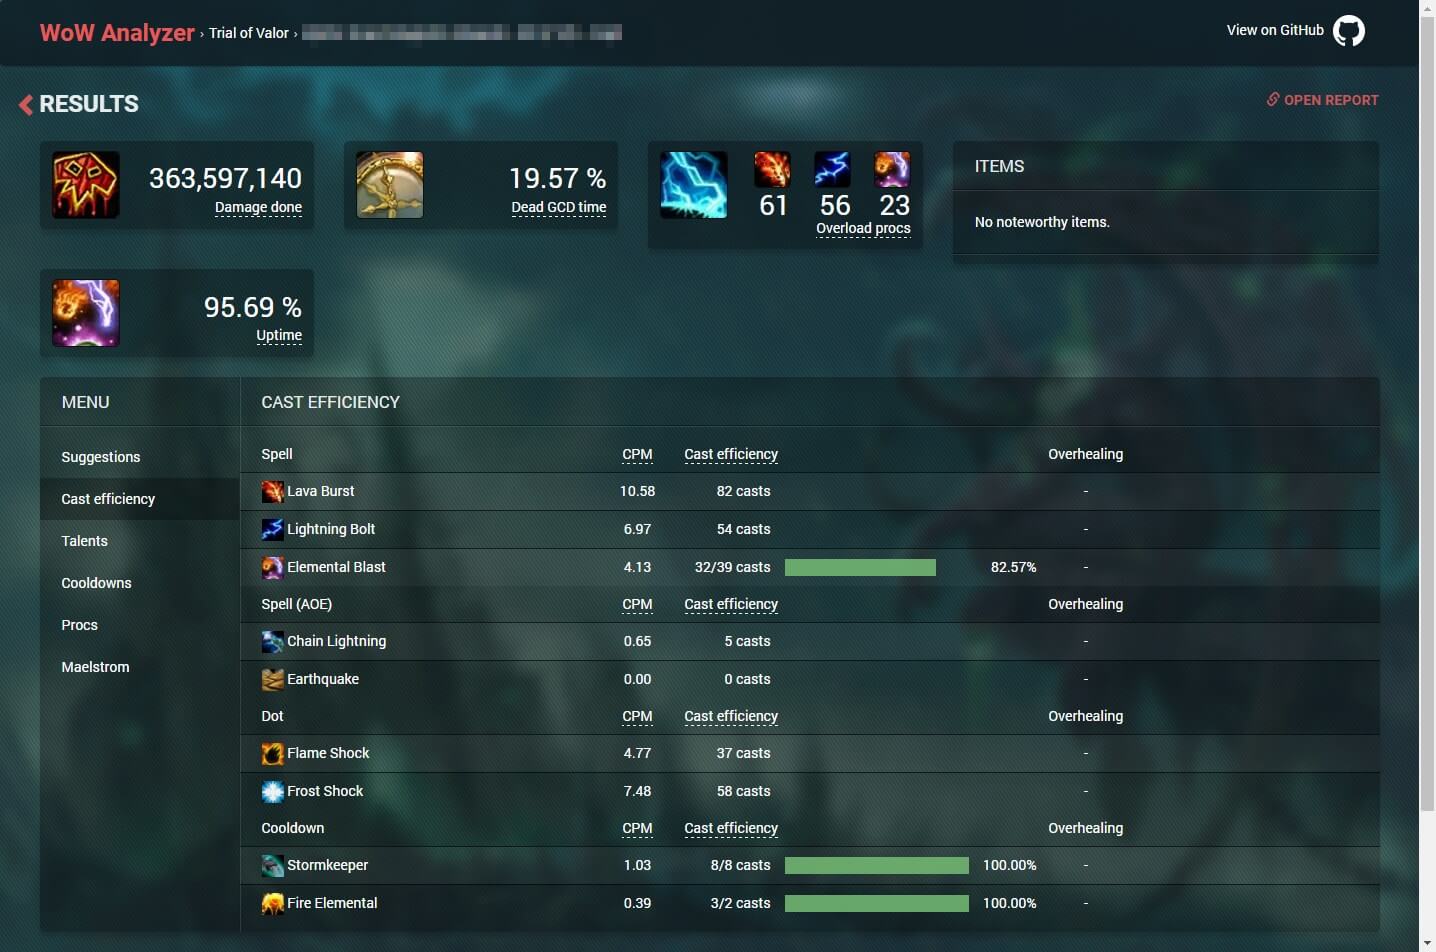 WoW Analyzer › Trial of Valor ›
View on GitHub
RESULTS
OPEN REPORT
363,597,140
Damage done
19.57 %
Dead GCD time
61 56 23
Overload procs
ITEMS
No noteworthy items.
95.69 %
Uptime
MENU
Suggestions
Cast efficiency
Talents
Cooldowns
Procs
Maelstrom
CAST EFFICIENCY
Spell CPM Cast efficiency Overhealing
Lava Burst 10.58 82 casts -
Lightning Bolt 6.97 54 casts -
Elemental Blast 4.13 32/39 casts 82.57% -
Spell (AOE) CPM Cast efficiency Overhealing
Chain Lightning 0.65 5 casts -
Earthquake 0.00 0 casts -
Dot CPM Cast efficiency Overhealing
Flame Shock 4.77 37 casts -
Frost Shock 7.48 58 casts -
Cooldown CPM Cast efficiency Overhealing
Stormkeeper 1.03 8/8 casts 100.00% -
Fire Elemental 0.39 3/2 casts 100.00% -